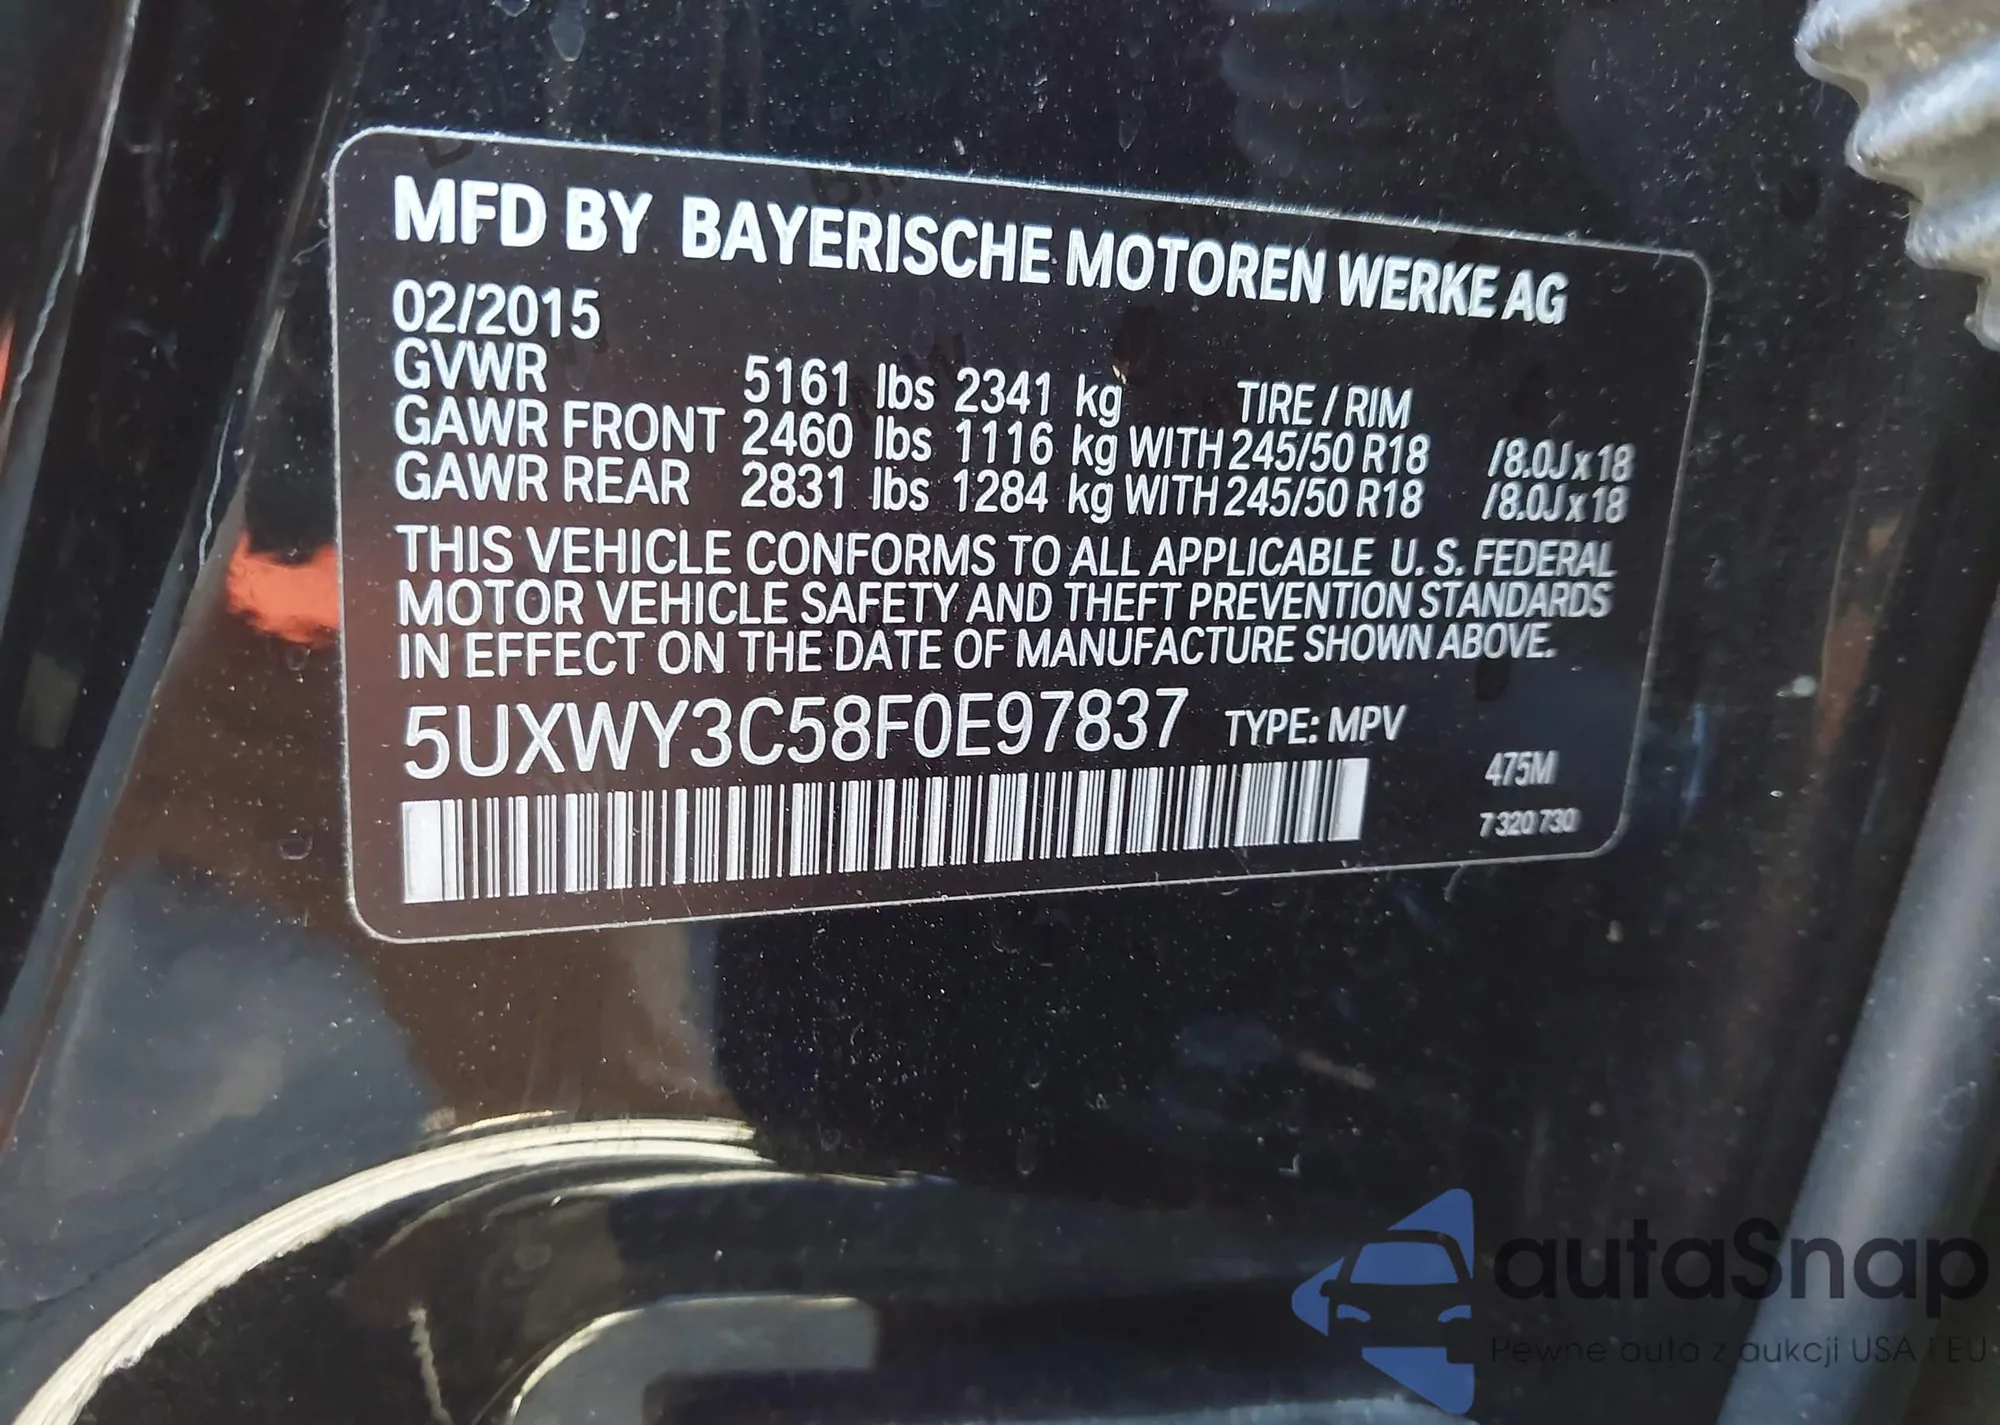 MFD BY BAYERISCHE MOTOREN WERKE AG
02/2015
GVWR 5161 lbs 2341 kg TIRE / RIM
GAWR FRONT 2460 lbs 1116 kg WITH 245/50 R18 /8.0J x 18
GAWR REAR 2831 lbs 1284 kg WITH 245/50 R18 /8.0J x 18
THIS VEHICLE CONFORMS TO ALL APPLICABLE U. S. FEDERAL
MOTOR VEHICLE SAFETY AND THEFT PREVENTION STANDARDS
IN EFFECT ON THE DATE OF MANUFACTURE SHOWN ABOVE.
5UXWY3C58F0E97837 TYPE: MPV
475M
7 320 730
autoSnap
Pewne auta z aukcji USA i EU